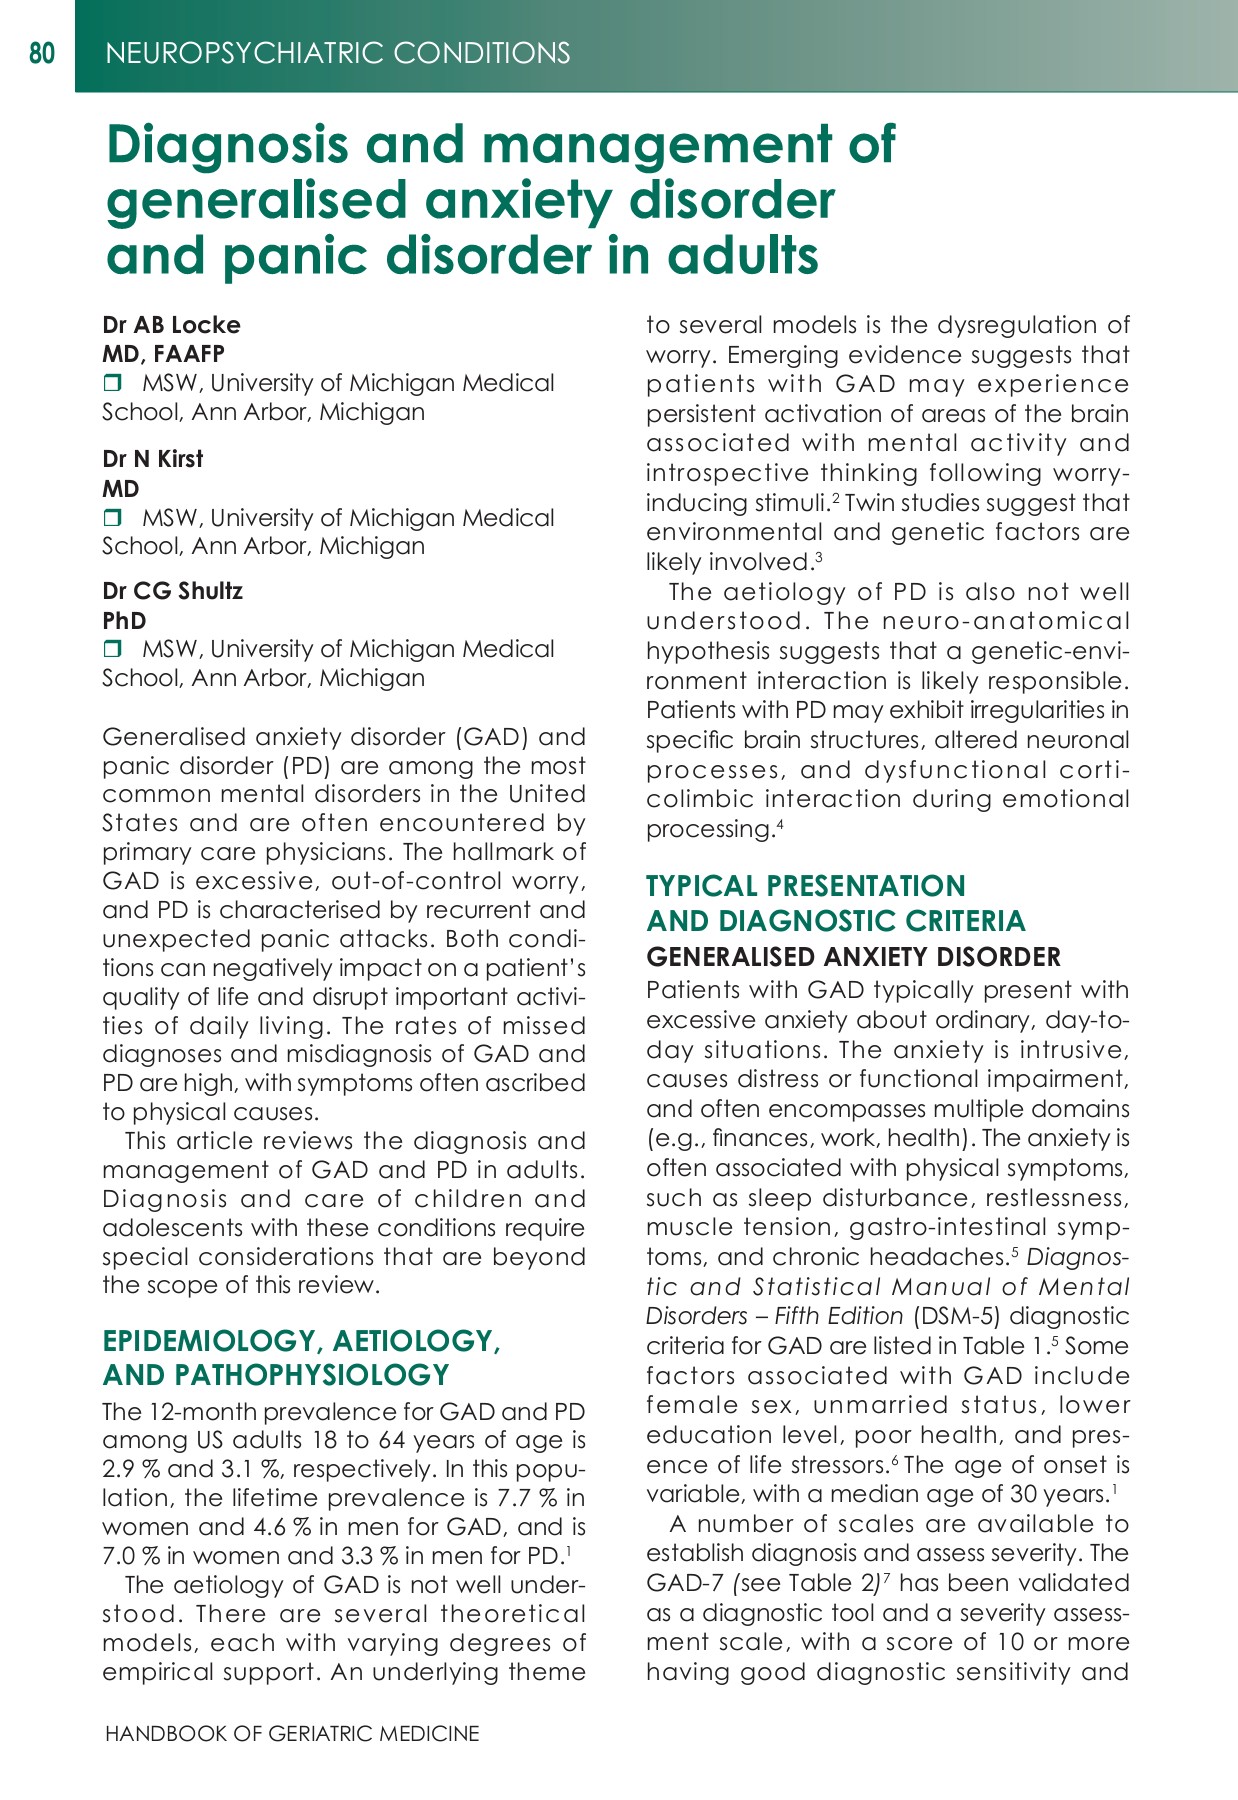 80
NEUROPSYCHIATRIC CONDITIONS
Diagnosis and management of
generalised anxiety disorder
and panic disorder in adults
Dr AB Locke
MD, FAAFP
❒ MSW, University of Michigan Medical
School, Ann Arbor, Michigan
Dr N Kirst
MD
❒ MSW, University of Michigan Medical
School, Ann Arbor, Michigan
Dr CG Shultz
PhD
❒ MSW, University of Michigan Medical
School, Ann Arbor, Michigan
Generalised anxiety disorder (GAD) and
panic disorder (PD) are among the most
common mental disorders in the United
States and are often encountered by
primary care physicians. The hallmark of
GAD is excessive, out-of-control worry,
and PD is characterised by recurrent and
unexpected panic attacks. Both condi-
tions can negatively impact on a patient’s
quality of life and disrupt important activi-
ties of daily living. The rates of missed
diagnoses and misdiagnosis of GAD and
PD are high, with symptoms often ascribed
to physical causes.
This article reviews the diagnosis and
management of GAD and PD in adults.
Diagnosis and care of children and
adolescents with these conditions require
special considerations that are beyond
the scope of this review.
EPIDEMIOLOGY, AETIOLOGY,
AND PATHOPHYSIOLOGY
The 12-month prevalence for GAD and PD
among US adults 18 to 64 years of age is
2.9 % and 3.1 %, respectively. In this popu-
lation, the lifetime prevalence is 7.7 % in
women and 4.6 % in men for GAD, and is
7.0 % in women and 3.3 % in men for PD.¹
The aetiology of GAD is not well under-
stood. There are several theoretical
models, each with varying degrees of
empirical support. An underlying theme
to several models is the dysregulation of
worry. Emerging evidence suggests that
patients with GAD may experience
persistent activation of areas of the brain
associated with mental activity and
introspective thinking following worry-
inducing stimuli.² Twin studies suggest that
environmental and genetic factors are
likely involved.³
The aetiology of PD is also not well
understood. The neuro-anatomical
hypothesis suggests that a genetic-envi-
ronment interaction is likely responsible.
Patients with PD may exhibit irregularities in
specific brain structures, altered neuronal
processes, and dysfunctional corti-
colimbic interaction during emotional
processing.⁴
TYPICAL PRESENTATION
AND DIAGNOSTIC CRITERIA
GENERALISED ANXIETY DISORDER
Patients with GAD typically present with
excessive anxiety about ordinary, day-to-
day situations. The anxiety is intrusive,
causes distress or functional impairment,
and often encompasses multiple domains
(e.g., finances, work, health). The anxiety is
often associated with physical symptoms,
such as sleep disturbance, restlessness,
muscle tension, gastro-intestinal symp-
toms, and chronic headaches.⁵ Diagnos-
tic and Statistical Manual of Mental
Disorders – Fifth Edition (DSM-5) diagnostic
criteria for GAD are listed in Table 1.⁵ Some
factors associated with GAD include
female sex, unmarried status, lower
education level, poor health, and pres-
ence of life stressors.⁶ The age of onset is
variable, with a median age of 30 years.¹
A number of scales are available to
establish diagnosis and assess severity. The
GAD-7 (see Table 2)⁷ has been validated
as a diagnostic tool and a severity assess-
ment scale, with a score of 10 or more
having good diagnostic sensitivity and
HANDBOOK OF GERIATRIC MEDICINE